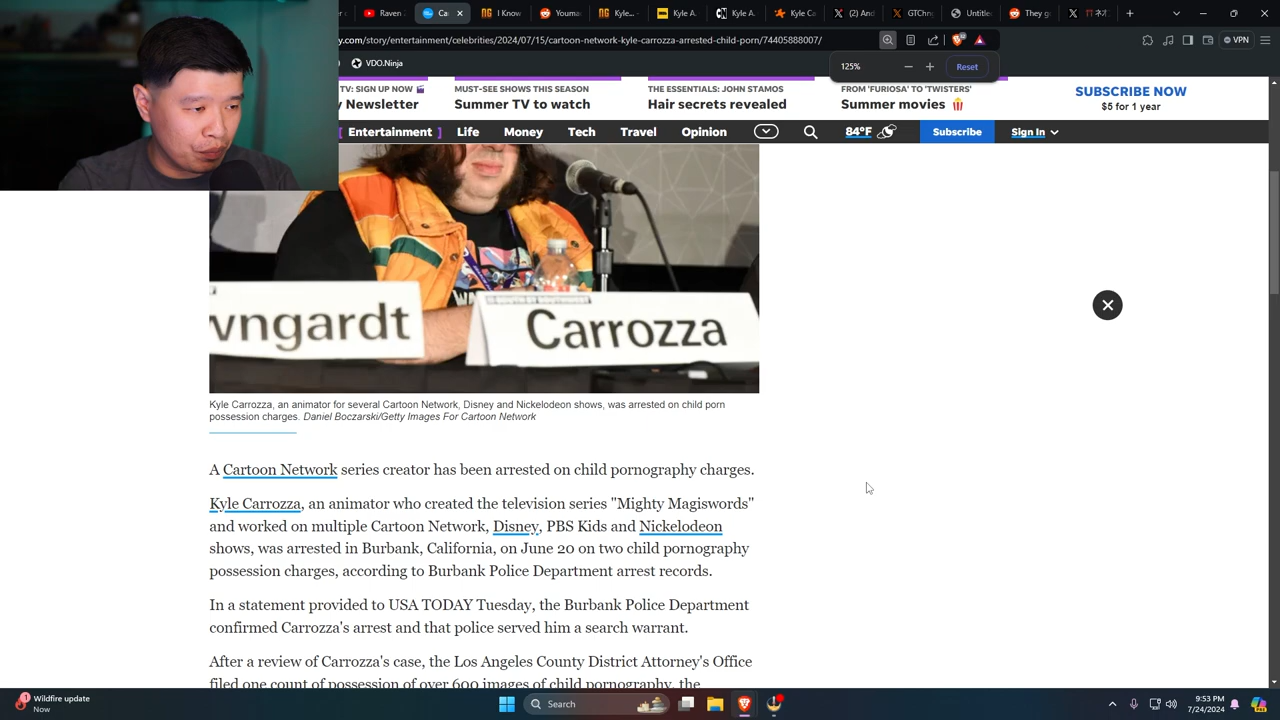 Raven
Ca
I Know
Youma
Kyle...
Kyle A.
Kyle A.
Kyle Ca
(2) And
GTChr
Untitle
They g
y.com/story/entertainment/celebrities/2024/07/15/cartoon-network-kyle-carrozza-arrested-child-porn/74405888007/
VPN
VDO.Ninja
125%
Reset
TV: SIGN UP NOW
y Newsletter
MUST-SEE SHOWS THIS SEASON
Summer TV to watch
THE ESSENTIALS: JOHN STAMOS
Hair secrets revealed
FROM 'FURIOSA' TO 'TWISTERS'
Summer movies
SUBSCRIBE NOW
$5 for 1 year
[ Entertainment ]
Life
Money
Tech
Travel
Opinion
84°F
Subscribe
Sign In
wngardt
Carrozza
Kyle Carrozza, an animator for several Cartoon Network, Disney and Nickelodeon shows, was arrested on child porn
possession charges. Daniel Boczarski/Getty Images For Cartoon Network
A Cartoon Network series creator has been arrested on child pornography charges.
Kyle Carrozza, an animator who created the television series "Mighty Magiswords"
and worked on multiple Cartoon Network, Disney, PBS Kids and Nickelodeon
shows, was arrested in Burbank, California, on June 20 on two child pornography
possession charges, according to Burbank Police Department arrest records.
In a statement provided to USA TODAY Tuesday, the Burbank Police Department
confirmed Carrozza's arrest and that police served him a search warrant.
After a review of Carrozza's case, the Los Angeles County District Attorney's Office
filed one count of possession of over 600 images of child pornography, the
1
Wildfire update
Now
Search
9:53 PM
7/24/2024